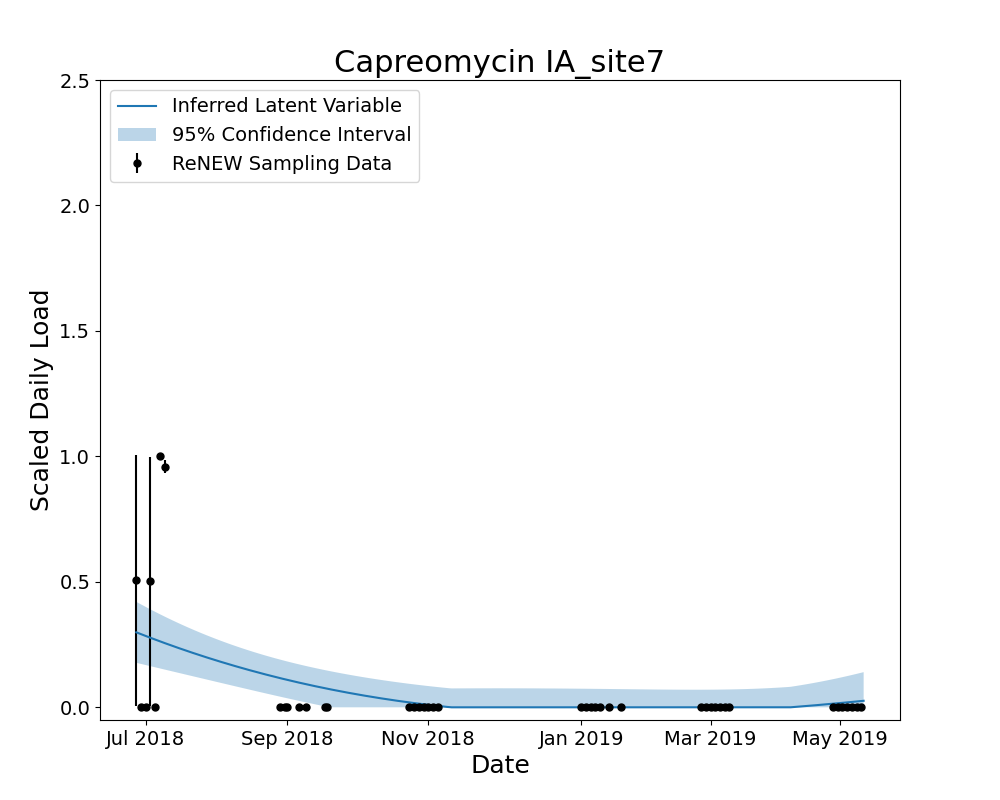 Capreomycin IA_site7
2.5
Inferred Latent Variable
95% Confidence Interval
ReNEW Sampling Data
2.0
1.5
1.0
0.5
0.0
Scaled Daily Load
Jul 2018 Sep 2018 Nov 2018 Jan 2019 Mar 2019 May 2019
Date